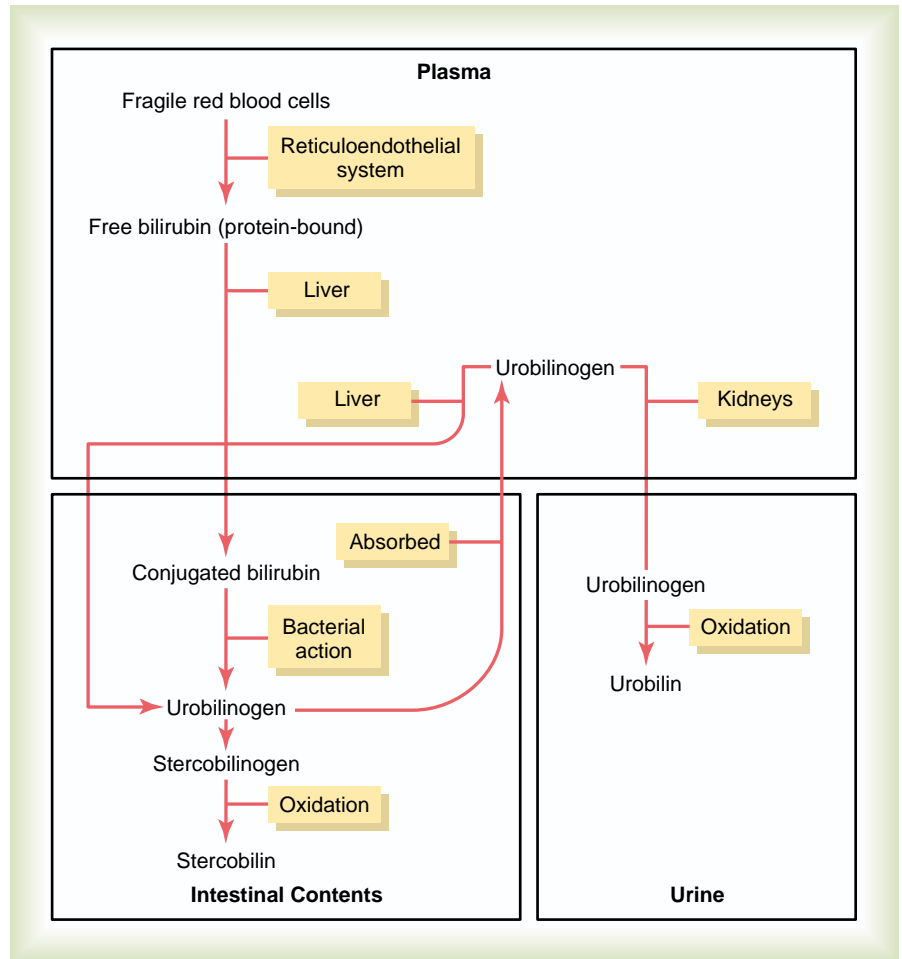 Plasma
Fragile red blood cells
Reticuloendothelial
system
Free bilirubin (protein-bound)
Liver
Urobilinogen
Liver
Kidneys
Absorbed
Conjugated bilirubin
Bacterial
action
Urobilinogen
Stercobilinogen
Oxidation
Stercobilin
Intestinal Contents
Urobilinogen
Oxidation
Urobilin
Urine